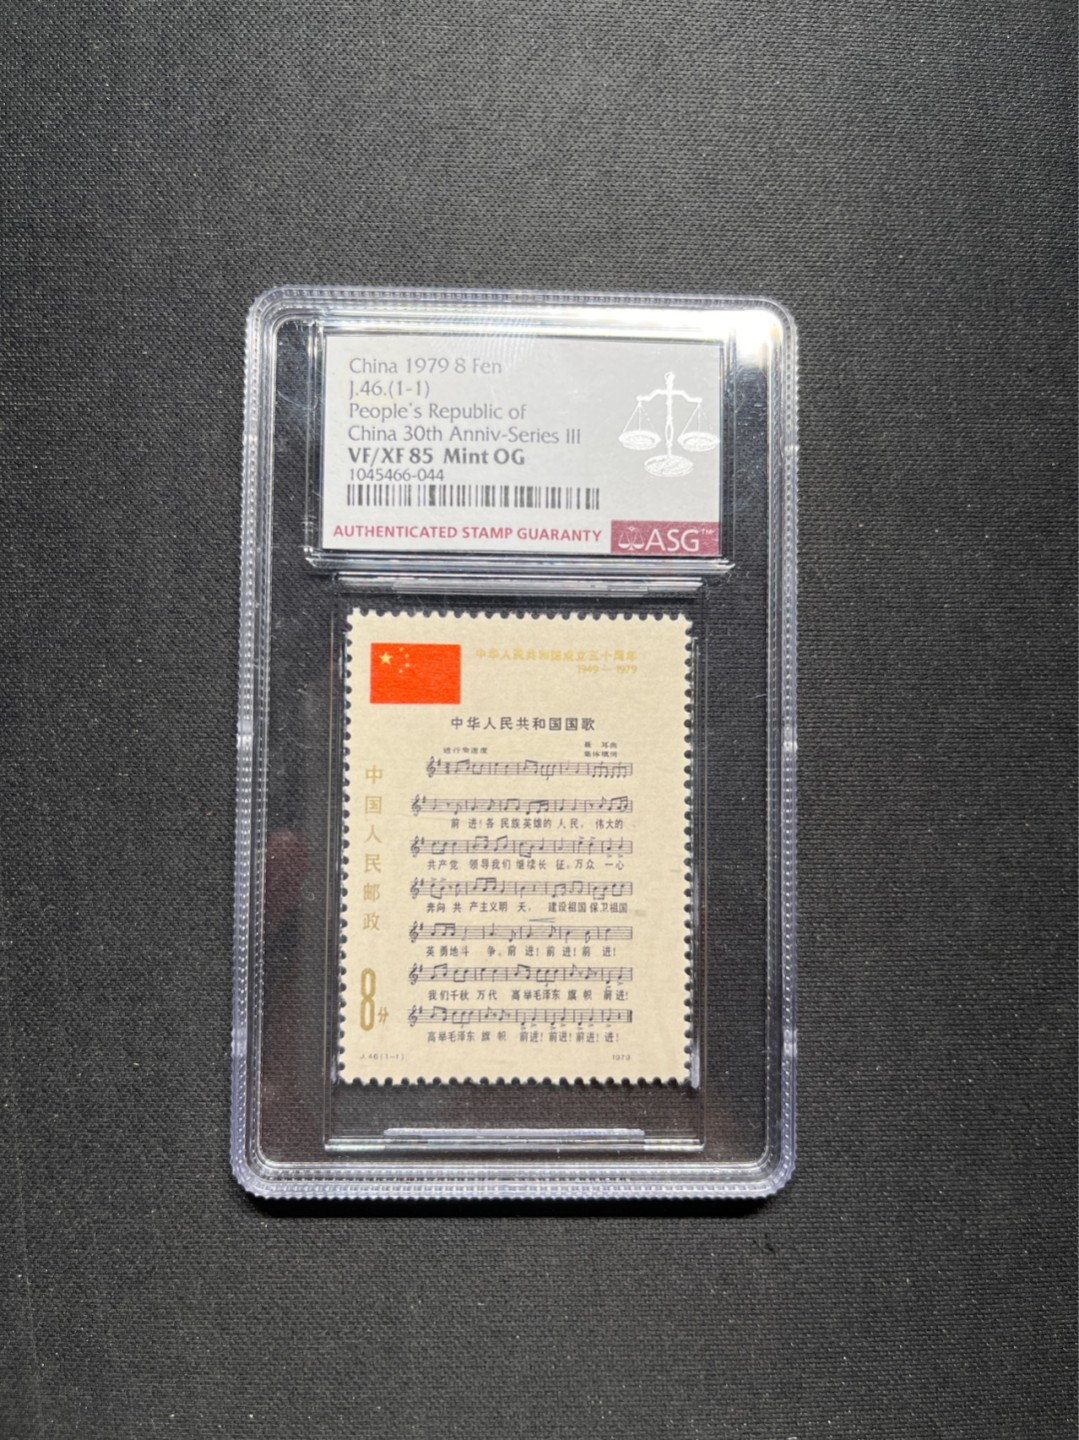 China 1979 8 Fen
J.46.(1-1)
People's Republic of
China 30th Anniv-Series III
VF/XF 85 Mint OG
1045466-044
AUTHENTICATED STAMP GUARANTY
ASG™
中华人民共和国成立三十周年
1949—1979
中华人民共和国国歌
进行曲速度
聂 耳曲
中国人民邮政
前 进！各 民族英雄的 人 民， 伟大的
共产党 领导我们 继续长 征。万众 一心
奔向 共 产主义明 天， 建设祖国 保卫祖国
英 勇地斗 争。前 进！前 进！前 进！
我们千秋 万代 高举毛泽东 旗 帜 前进！
高举毛泽东 旗 帜 前进！前进！前进！进！
8分
J.46(1-1)
1979